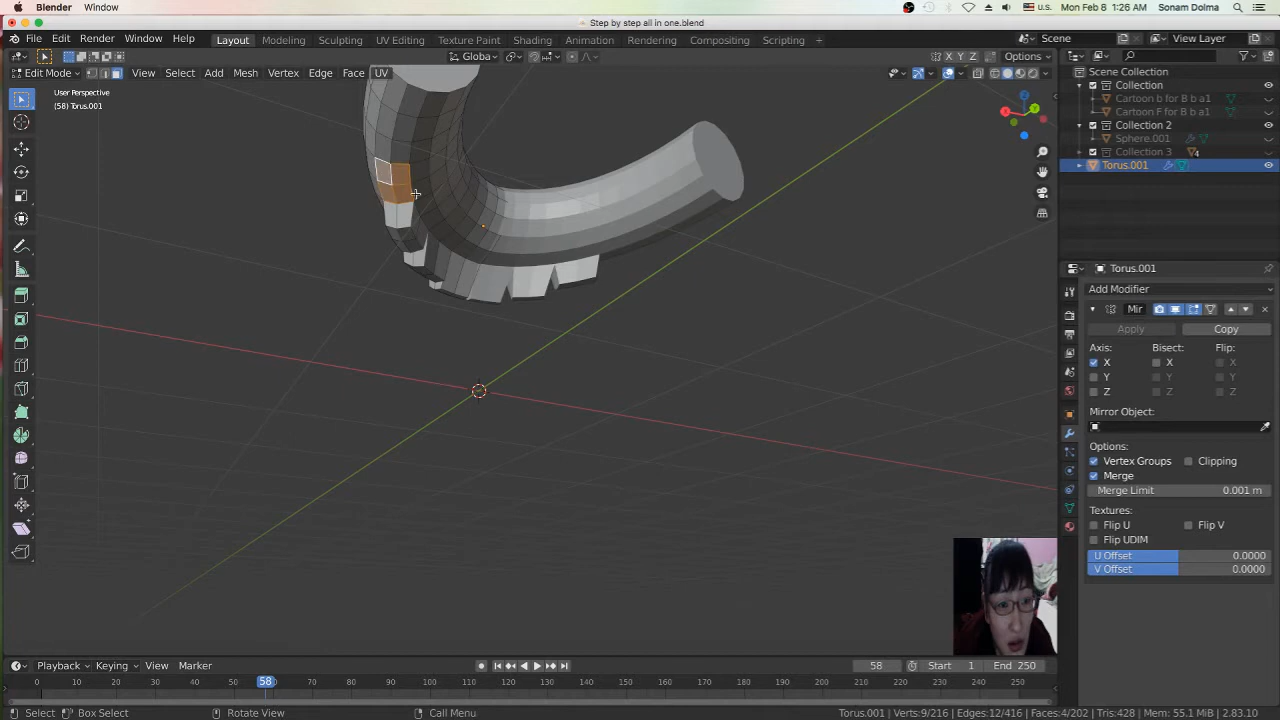 Blender Window U.S. Mon Feb 8 1:26 AM Sonam Dolma
Step by step all in one.blend
File Edit Render Window Help Layout Modeling Sculpting UV Editing Texture Paint Shading Animation Rendering Compositing Scripting + Scene View Layer
Globa X Y Z Options
Edit Mode View Select Add Mesh Vertex Edge Face UV
Scene Collection
User Perspective
(58) Torus.001
Collection
Cartoon b for B b a1
Cartoon F for B b a1
Collection 2
Sphere.001
Collection 3 4
Torus.001
X Y Z
Torus.001
Add Modifier
Mir
Apply Copy
Axis: Bisect: Flip:
X X X
Y Y Y
Z Z Z
Mirror Object:
Options:
Vertex Groups Clipping
Merge
Merge Limit 0.001 m
Textures:
Flip U Flip V
Flip UDIM
U Offset 0.0000
V Offset 0.0000
Playback Keying View Marker 58 Start 1 End 250
0 10 20 30 40 50 58 70 80 90 100 110 120 130 140 150 160 170 180 190 200 210 220 230 240 250
Select Box Select Rotate View Call Menu Torus.001 | Verts:9/216 | Edges:12/416 | Faces:4/202 | Tris:428 | Mem: 55.1 MiB | 2.83.10